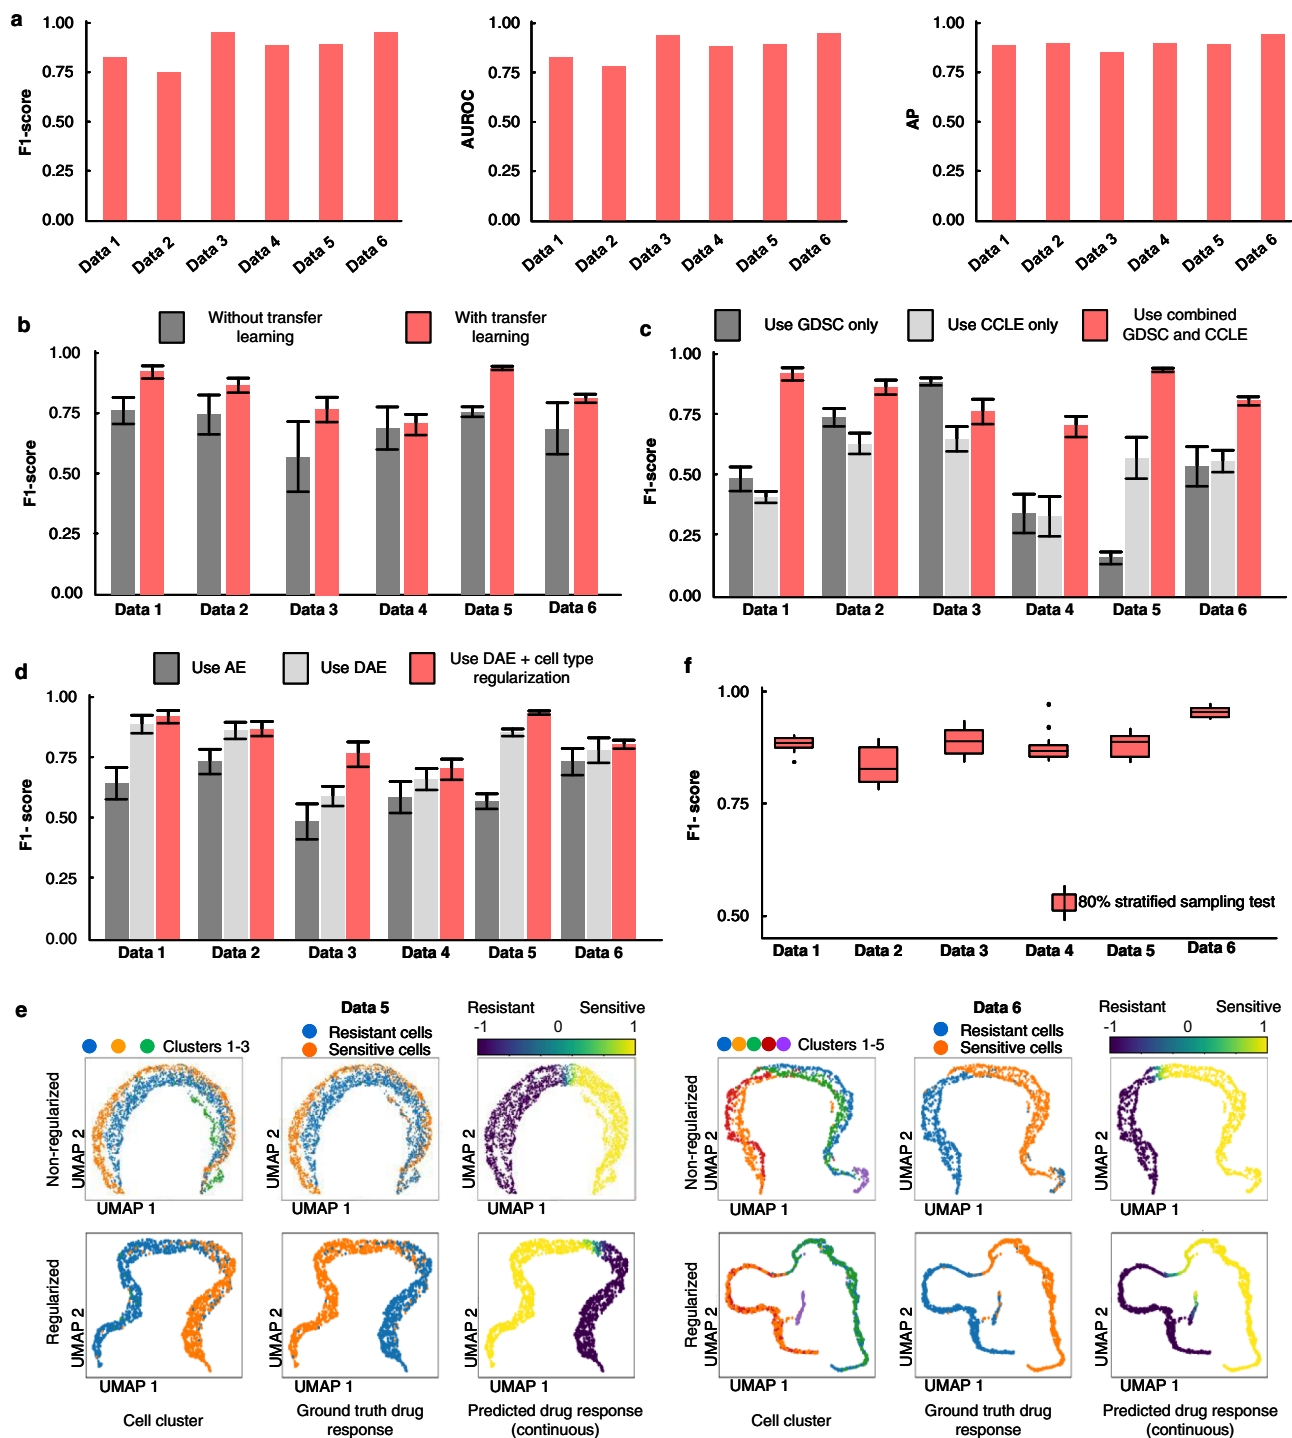 a
F1-score
1.00
0.75
0.50
0.25
0.00
Data 1
Data 2
Data 3
Data 4
Data 5
Data 6
AUROC
1.00
0.75
0.50
0.25
0.00
Data 1
Data 2
Data 3
Data 4
Data 5
Data 6
AP
1.00
0.75
0.50
0.25
0.00
Data 1
Data 2
Data 3
Data 4
Data 5
Data 6
b
Without transfer
learning
With transfer
learning
F1-score
1.00
0.75
0.50
0.25
0.00
Data 1
Data 2
Data 3
Data 4
Data 5
Data 6
c
Use GDSC only
Use CCLE only
Use combined
GDSC and CCLE
F1-score
1.00
0.75
0.50
0.25
0.00
Data 1
Data 2
Data 3
Data 4
Data 5
Data 6
d
Use AE
Use DAE
Use DAE + cell type
regularization
F1- score
1.00
0.75
0.50
0.25
0.00
Data 1
Data 2
Data 3
Data 4
Data 5
Data 6
f
F1- score
1.00
0.75
0.50
80% stratified sampling test
Data 1
Data 2
Data 3
Data 4
Data 5
Data 6
e
Data 5
Clusters 1-3
Resistant cells
Sensitive cells
Resistant
Sensitive
-1
0
1
Non-regularized
UMAP 2
UMAP 1
UMAP 2
UMAP 1
UMAP 2
UMAP 1
Regularized
UMAP 2
UMAP 1
UMAP 2
UMAP 1
UMAP 2
UMAP 1
Cell cluster
Ground truth drug
response
Predicted drug response
(continuous)
Data 6
Clusters 1-5
Resistant cells
Sensitive cells
Resistant
Sensitive
-1
0
1
Non-regularized
UMAP 2
UMAP 1
UMAP 2
UMAP 1
UMAP 2
UMAP 1
Regularized
UMAP 2
UMAP 1
UMAP 2
UMAP 1
UMAP 2
UMAP 1
Cell cluster
Ground truth drug
response
Predicted drug response
(continuous)